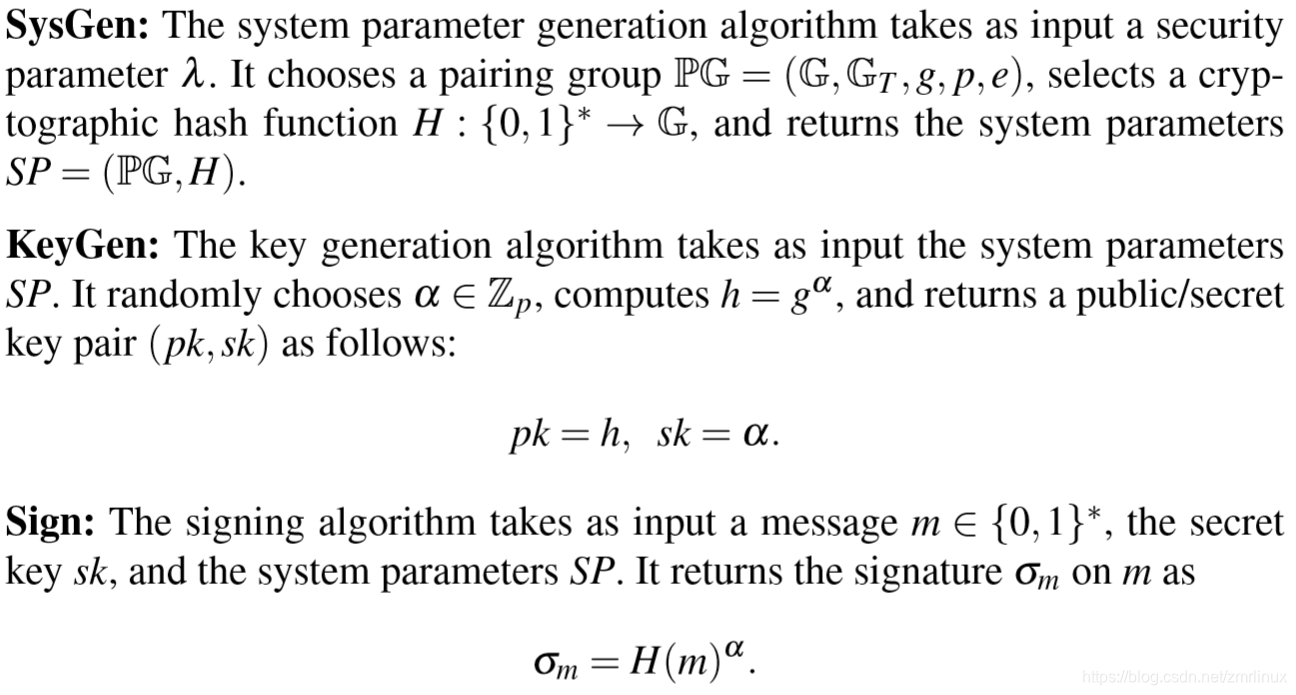 SysGen: The system parameter generation algorithm takes as input a security
parameter λ. It chooses a pairing group ℙ𝔾 = (𝔾, 𝔾_T, g, p, e), selects a cryp-
tographic hash function H : {0, 1}* → 𝔾, and returns the system parameters
SP = (ℙ𝔾, H).
KeyGen: The key generation algorithm takes as input the system parameters
SP. It randomly chooses α ∈ ℤ_p, computes h = g^α, and returns a public/secret
key pair (pk, sk) as follows:
pk = h, sk = α.
Sign: The signing algorithm takes as input a message m ∈ {0, 1}*, the secret
key sk, and the system parameters SP. It returns the signature σ_m on m as
σ_m = H(m)^α.
https://blog.csdn.net/zmrlinux